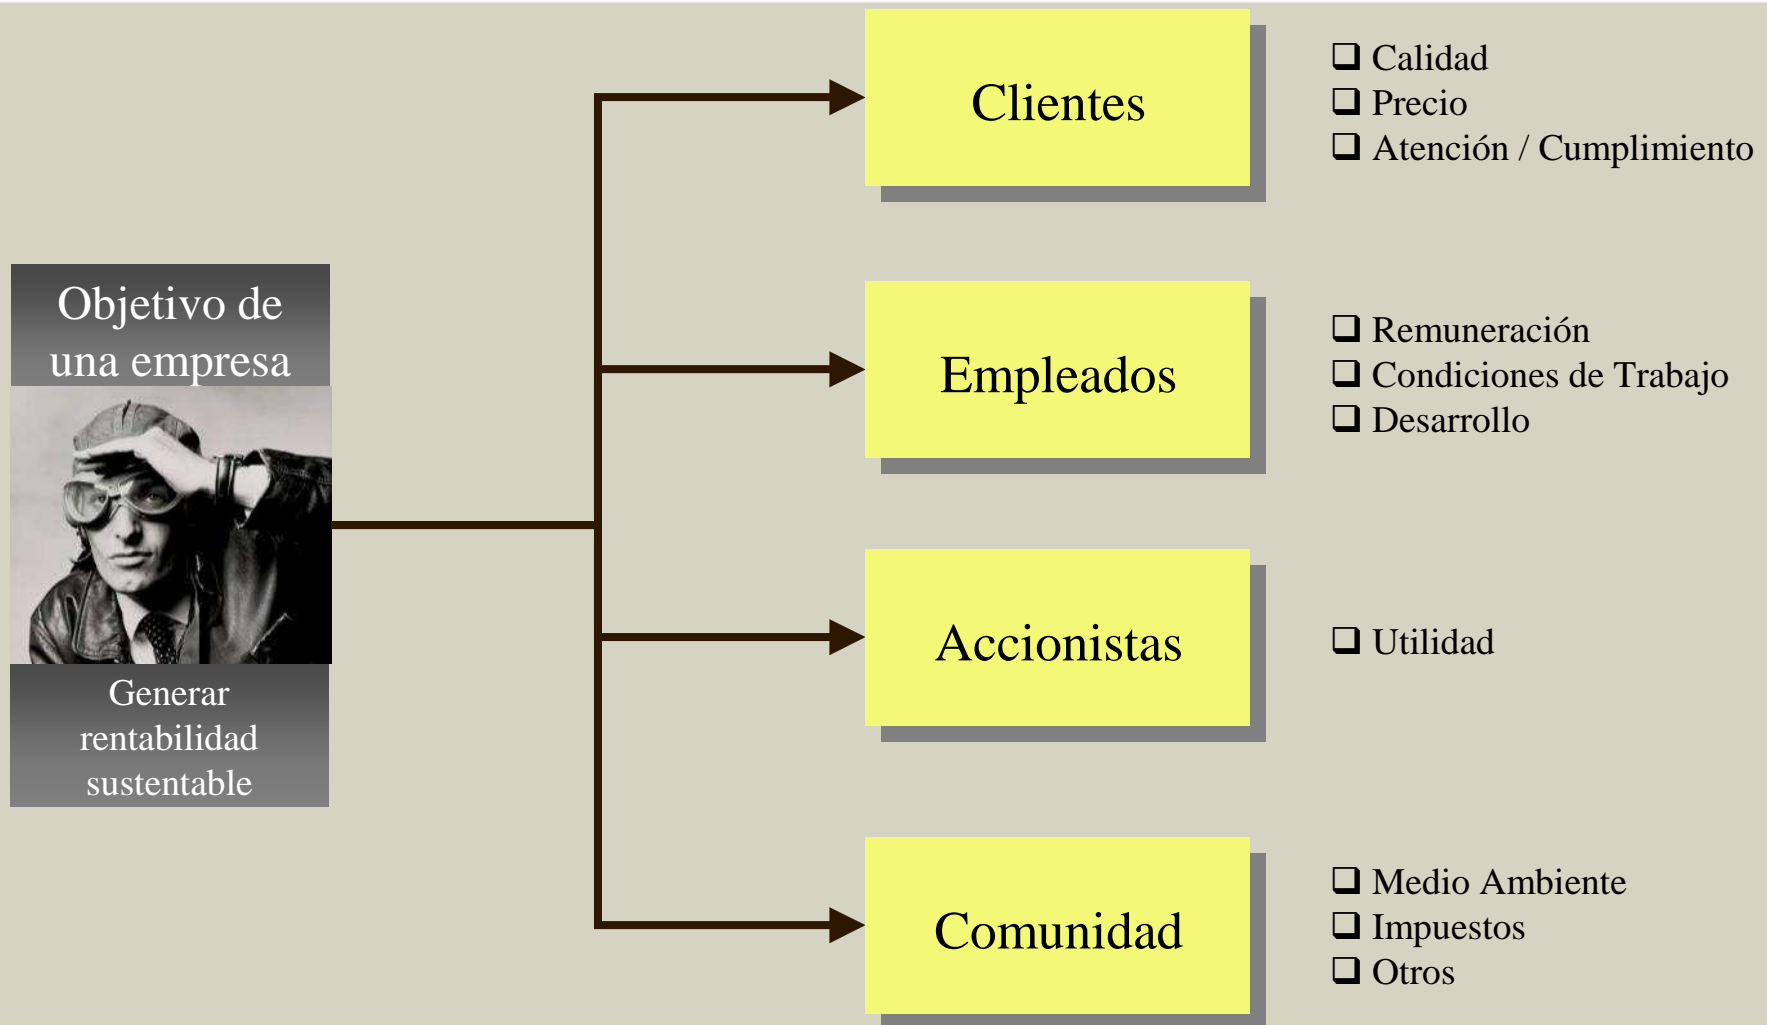 Objetivo de
una empresa
Generar
rentabilidad
sustentable
Clientes
❑ Calidad
❑ Precio
❑ Atención / Cumplimiento
Empleados
❑ Remuneración
❑ Condiciones de Trabajo
❑ Desarrollo
Accionistas
❑ Utilidad
Comunidad
❑ Medio Ambiente
❑ Impuestos
❑ Otros